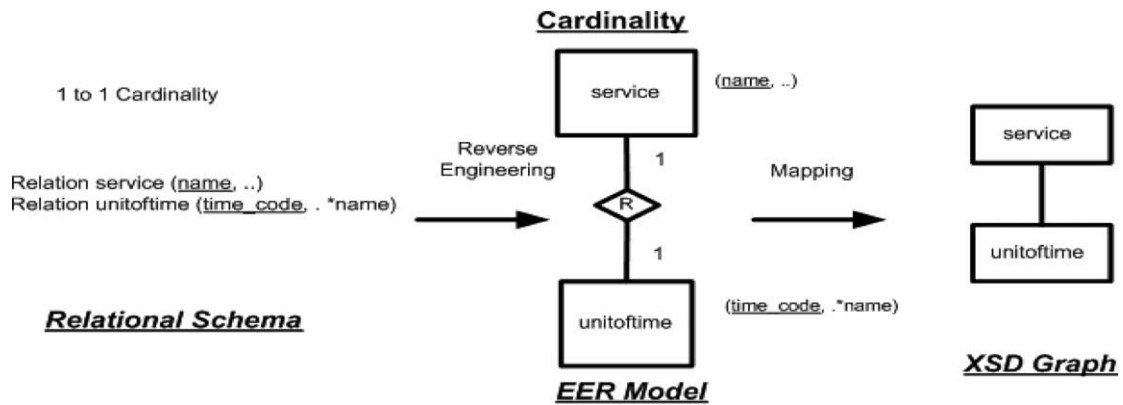 Cardinality
1 to 1 Cardinality
Relation service (name, ..)
Relation unitoftime (time_code, . *name)
Relational Schema
Reverse
Engineering
service
(name, ..)
1
R
1
unitoftime
(time_code, .*name)
EER Model
Mapping
service
unitoftime
XSD Graph